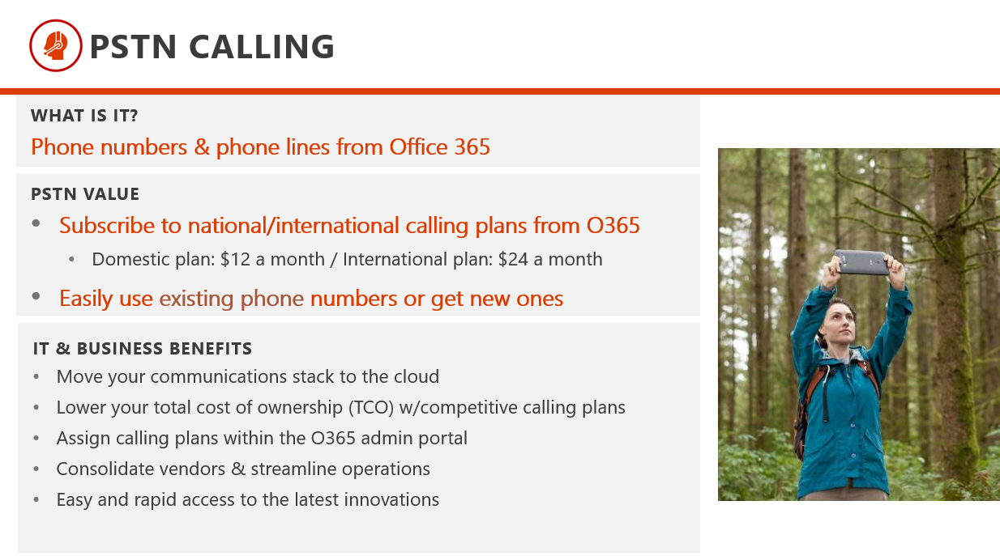 PSTN CALLING
WHAT IS IT?
Phone numbers & phone lines from Office 365
PSTN VALUE
• Subscribe to national/international calling plans from O365
• Domestic plan: $12 a month / International plan: $24 a month
• Easily use existing phone numbers or get new ones
IT & BUSINESS BENEFITS
• Move your communications stack to the cloud
• Lower your total cost of ownership (TCO) w/competitive calling plans
• Assign calling plans within the O365 admin portal
• Consolidate vendors & streamline operations
• Easy and rapid access to the latest innovations